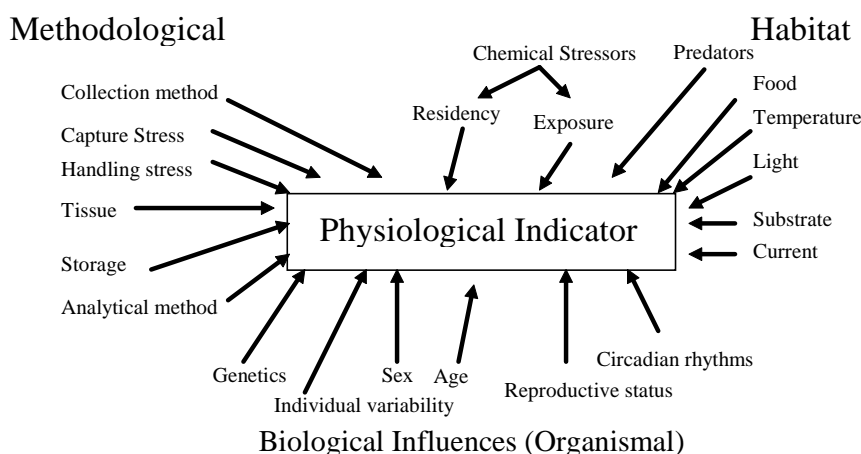 Methodological
Habitat
Chemical Stressors
Predators
Collection method
Food
Residency
Exposure
Temperature
Capture Stress
Handling stress
Light
Tissue
Physiological Indicator
Substrate
Storage
Current
Analytical method
Genetics
Sex
Age
Circadian rhythms
Individual variability
Reproductive status
Biological Influences (Organismal)